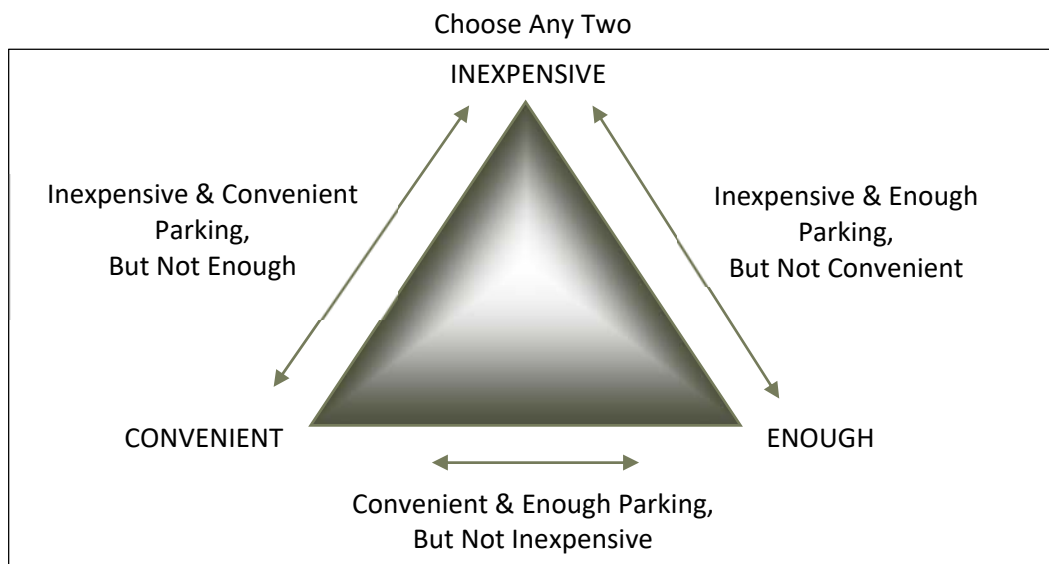 Choose Any Two
INEXPENSIVE
Inexpensive & Convenient
Parking,
But Not Enough
Inexpensive & Enough
Parking,
But Not Convenient
CONVENIENT
ENOUGH
Convenient & Enough Parking,
But Not Inexpensive